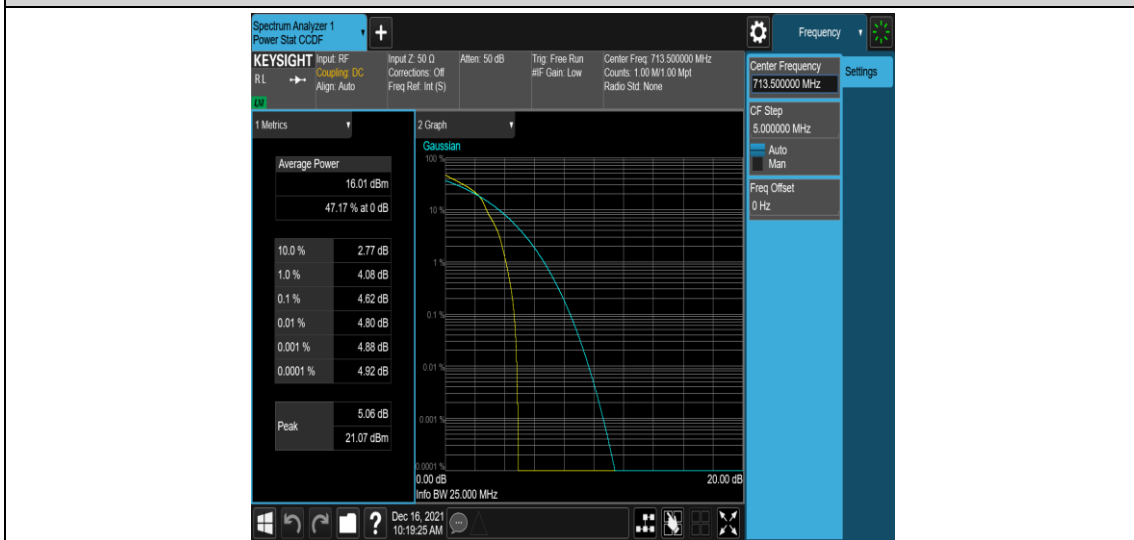 Spectrum Analyzer 1
Power Stat CCDF
Frequency
KEYSIGHT
RL
LXI
Input: RF
Coupling: DC
Align: Auto
Input Z: 50 Ω
Corrections: Off
Freq Ref: Int (S)
Atten: 50 dB
Trig: Free Run
#IF Gain: Low
Center Freq: 713.500000 MHz
Counts: 1.00 M/1.00 Mpt
Radio Std: None
Center Frequency
713.500000 MHz
Settings
CF Step
5.000000 MHz
Auto
Man
Freq Offset
0 Hz
1 Metrics
Average Power
16.01 dBm
47.17 % at 0 dB
10.0 % 2.77 dB
1.0 % 4.08 dB
0.1 % 4.62 dB
0.01 % 4.80 dB
0.001 % 4.88 dB
0.0001 % 4.92 dB
Peak
5.06 dB
21.07 dBm
2 Graph
Gaussian
100 %
10 %
1 %
0.1 %
0.01 %
0.001 %
0.0001 %
0.00 dB 20.00 dB
Info BW 25.000 MHz
?
Dec 16, 2021
10:19:25 AM